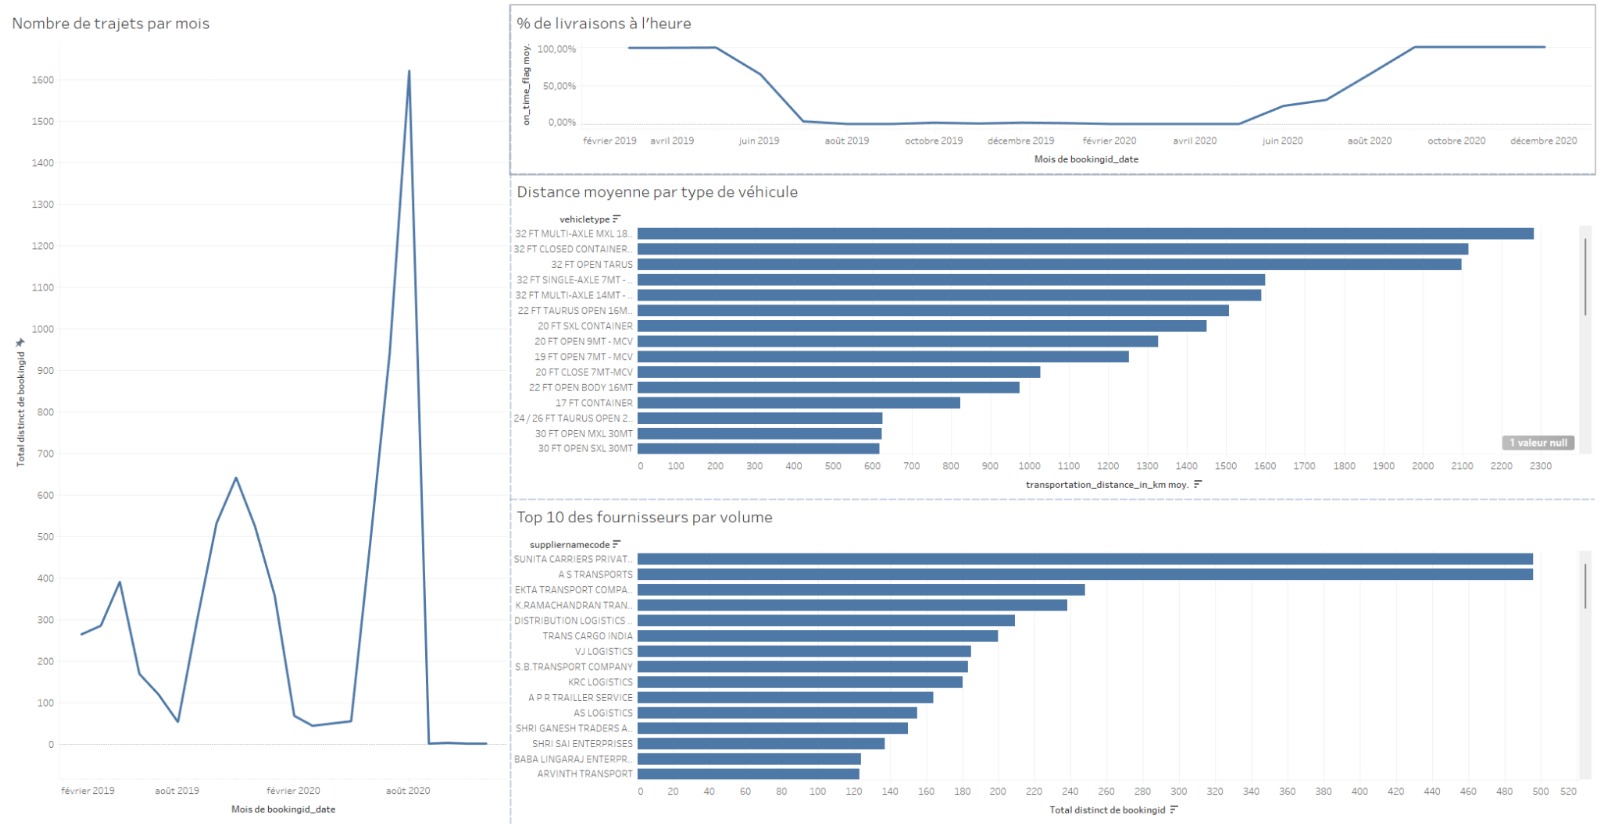 Nombre de trajets par mois
Total distinct de bookingid
1600
1500
1400
1300
1200
1100
1000
900
800
700
600
500
400
300
200
100
0
février 2019 août 2019 février 2020 août 2020
Mois de bookingid_date
% de livraisons à l'heure
on_time_flag moy.
100,00%
50,00%
0,00%
février 2019 avril 2019 juin 2019 août 2019 octobre 2019 décembre 2019 février 2020 avril 2020 juin 2020 août 2020 octobre 2020 décembre 2020
Mois de bookingid_date
Distance moyenne par type de véhicule
vehicletype
32 FT MULTI-AXLE MXL 18..
32 FT CLOSED CONTAINER..
32 FT OPEN TARUS
32 FT SINGLE-AXLE 7MT - ..
32 FT MULTI-AXLE 14MT - ..
22 FT TAURUS OPEN 16M..
20 FT SXL CONTAINER
20 FT OPEN 9MT - MCV
19 FT OPEN 7MT - MCV
20 FT CLOSE 7MT-MCV
22 FT OPEN BODY 16MT
17 FT CONTAINER
24 / 26 FT TAURUS OPEN 2..
30 FT OPEN MXL 30MT
30 FT OPEN SXL 30MT
1 valeur null
0 100 200 300 400 500 600 700 800 900 1000 1100 1200 1300 1400 1500 1600 1700 1800 1900 2000 2100 2200 2300
transportation_distance_in_km moy.
Top 10 des fournisseurs par volume
suppliernamecode
SUNITA CARRIERS PRIVAT..
A S TRANSPORTS
EKTA TRANSPORT COMPA..
K.RAMACHANDRAN TRAN..
DISTRIBUTION LOGISTICS ..
TRANS CARGO INDIA
VJ LOGISTICS
S.B.TRANSPORT COMPANY
KRC LOGISTICS
A P R TRAILLER SERVICE
AS LOGISTICS
SHRI GANESH TRADERS A..
SHRI SAI ENTERPRISES
BABA LINGARAJ ENTERPR..
ARVINTH TRANSPORT
0 20 40 60 80 100 120 140 160 180 200 220 240 260 280 300 320 340 360 380 400 420 440 460 480 500 520
Total distinct de bookingid